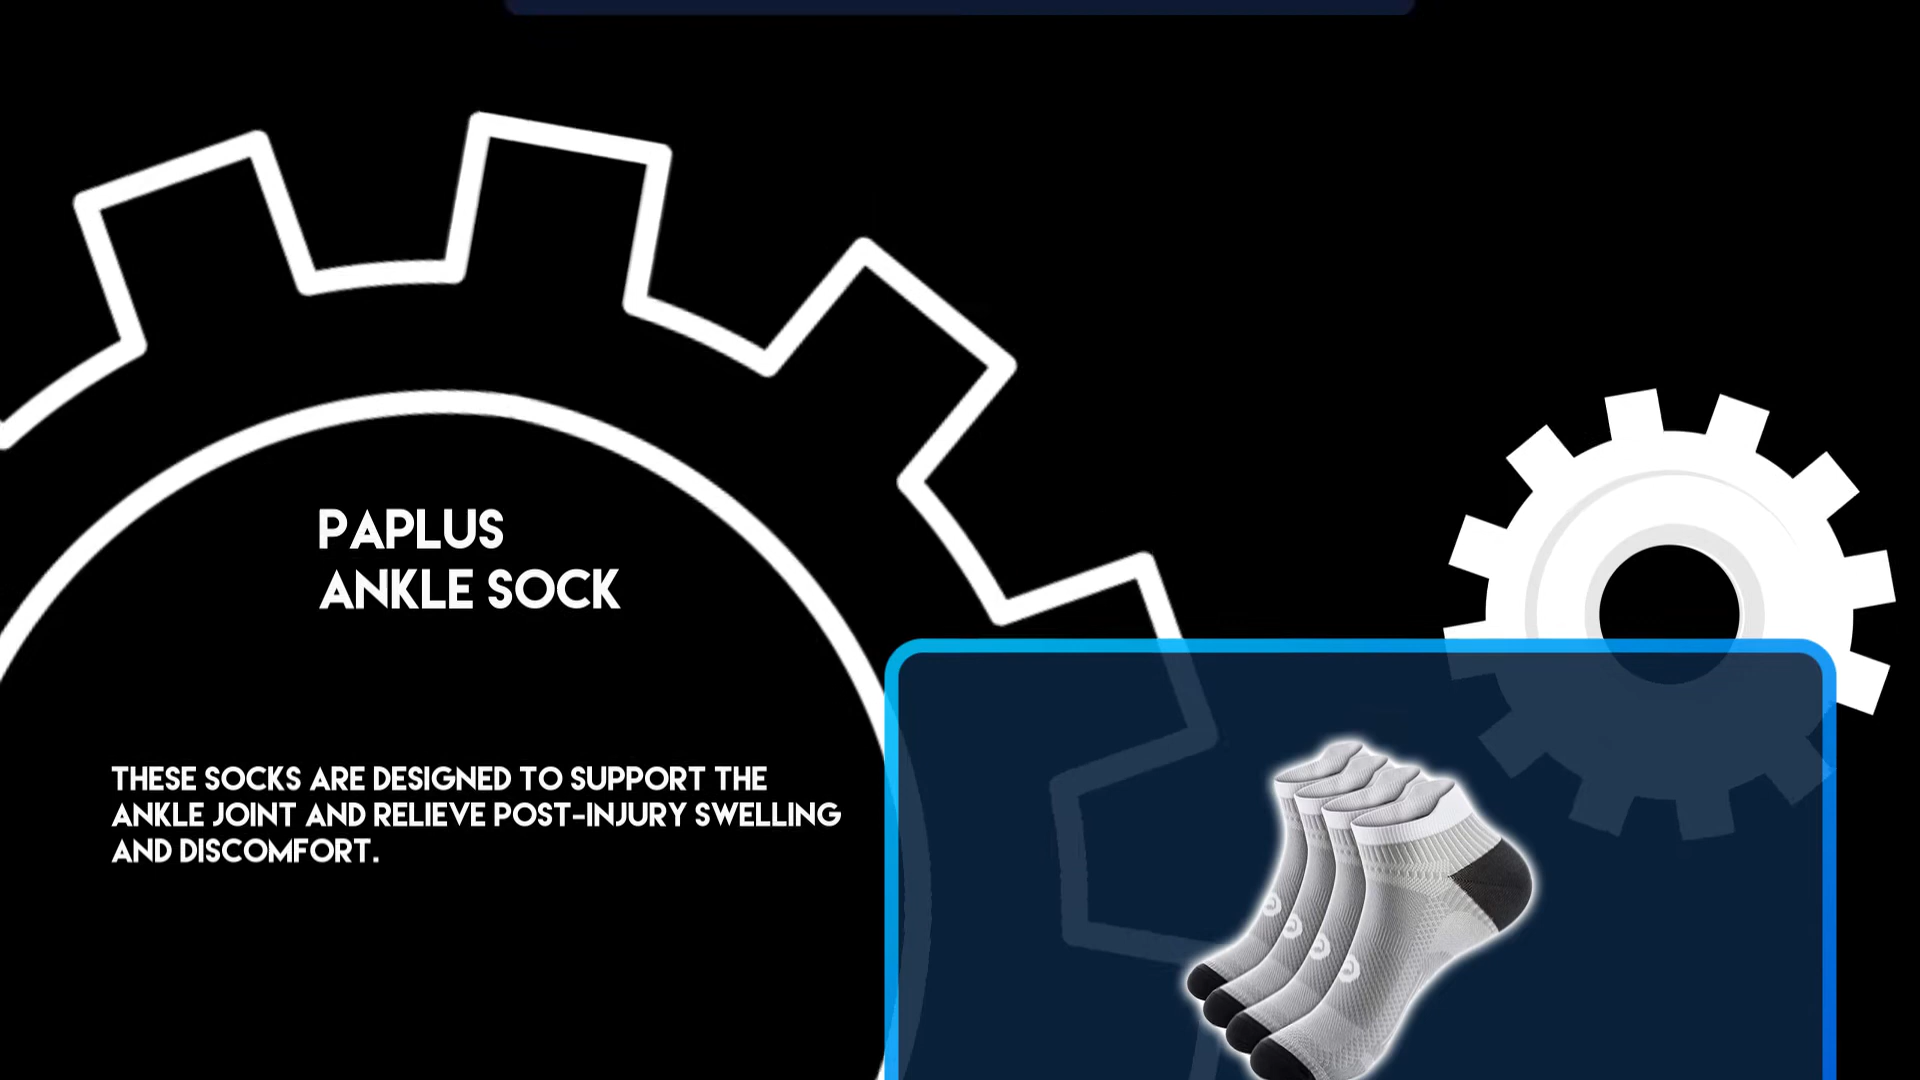 PAPLUS
ANKLE SOCK
THESE SOCKS ARE DESIGNED TO SUPPORT THE
ANKLE JOINT AND RELIEVE POST-INJURY SWELLING
AND DISCOMFORT.